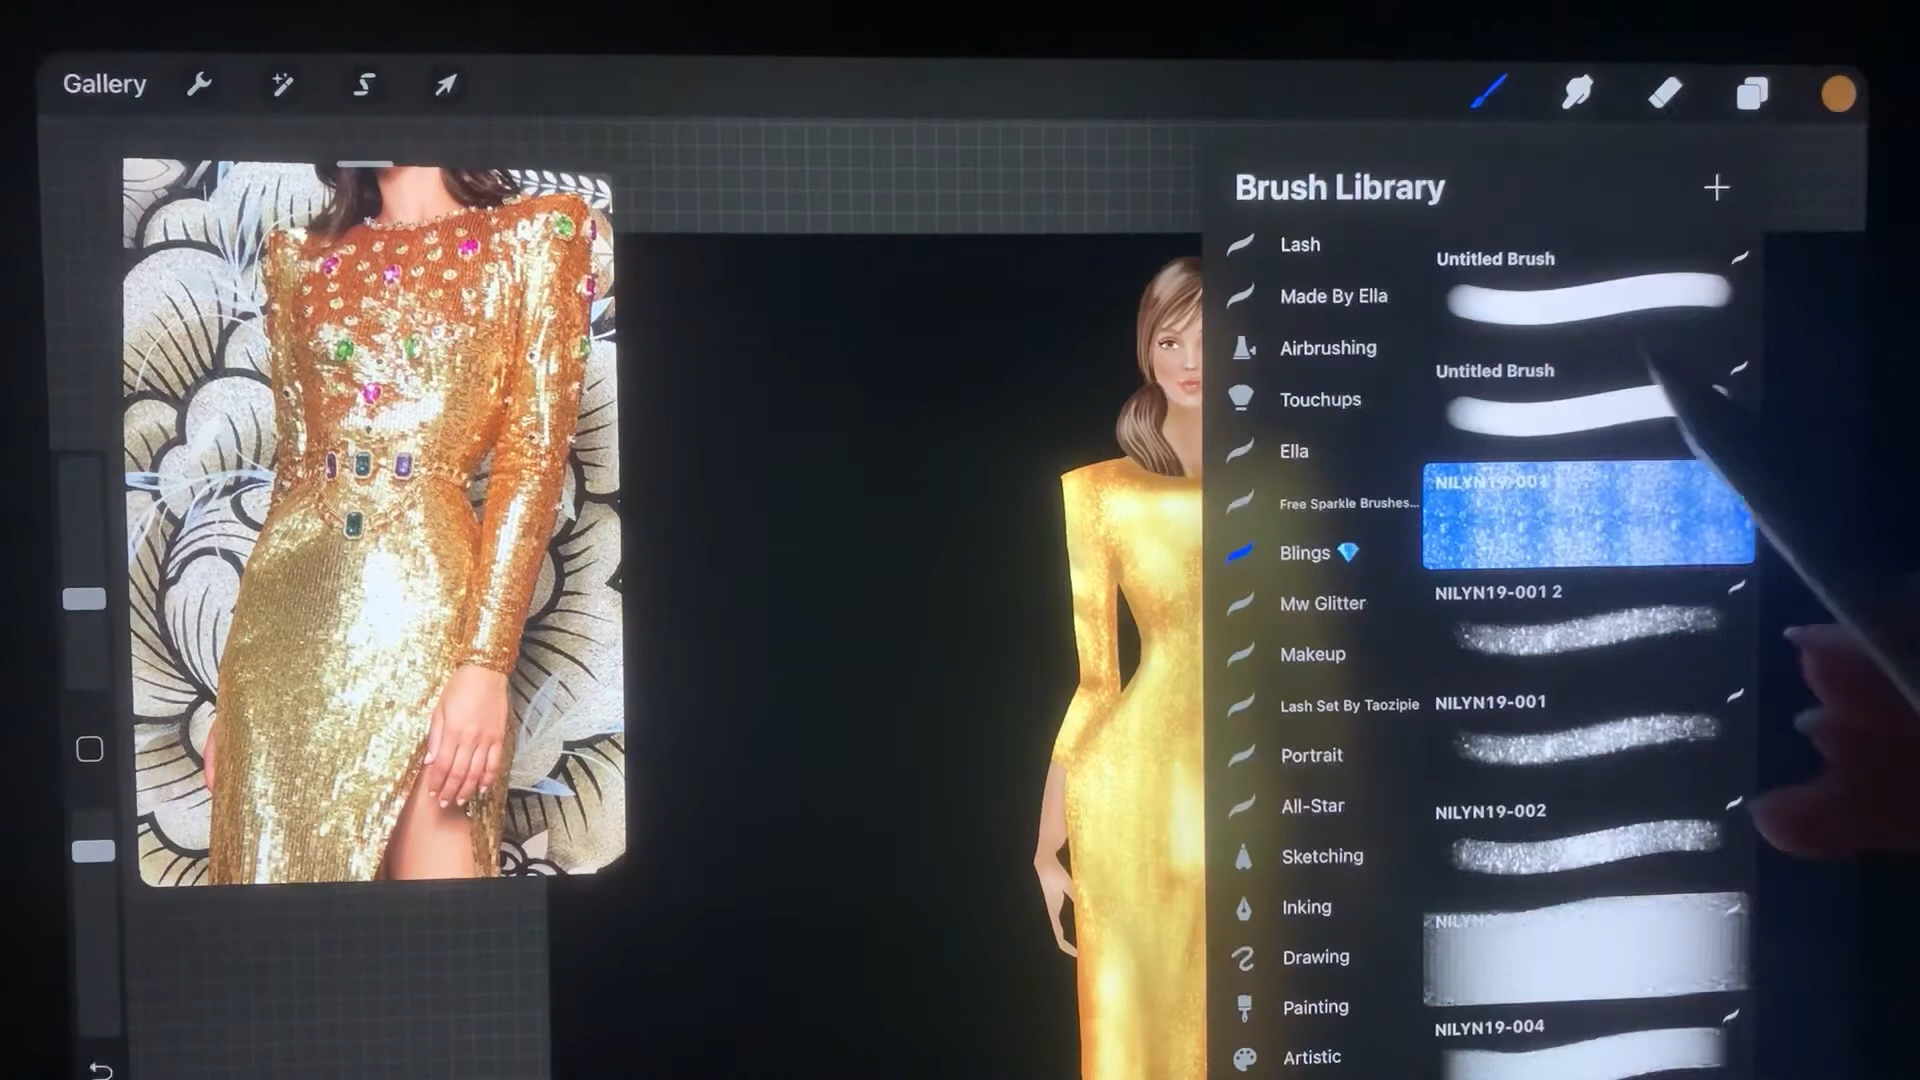 Gallery
Brush Library
Lash
Made By Ella
Airbrushing
Touchups
Ella
Free Sparkle Brushes...
Blings 💎
Mw Glitter
Makeup
Lash Set By Taozipie
Portrait
All-Star
Sketching
Inking
Drawing
Painting
Artistic
Untitled Brush
Untitled Brush
NILYN19-001
NILYN19-001 2
NILYN19-001
NILYN19-002
NILYN19-004